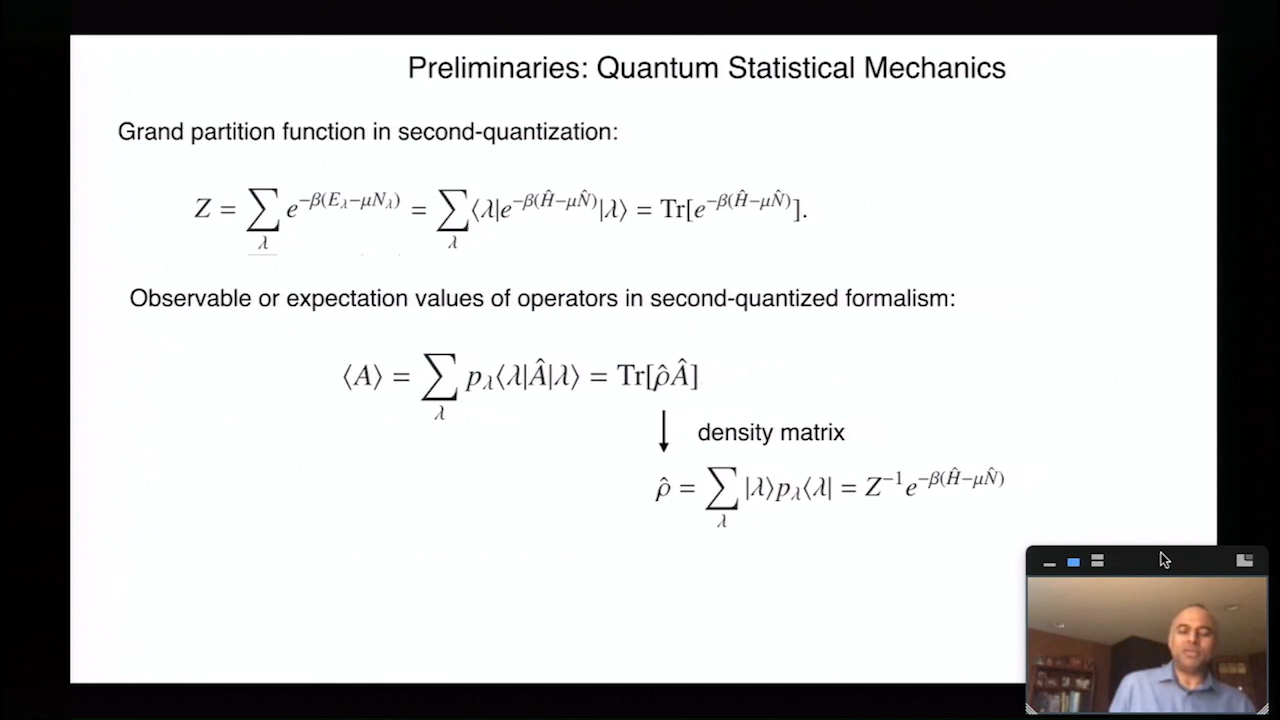 Preliminaries: Quantum Statistical Mechanics
Grand partition function in second-quantization:
Z = ∑_λ e^{−β(E_λ−μN_λ)} = ∑_λ ⟨λ|e^{−β(Ĥ−μN̂)}|λ⟩ = Tr[e^{−β(Ĥ−μN̂)}].
Observable or expectation values of operators in second-quantized formalism:
⟨A⟩ = ∑_λ p_λ⟨λ|Â|λ⟩ = Tr[ρ̂Â]
density matrix
ρ̂ = ∑_λ |λ⟩p_λ⟨λ| = Z^{−1}e^{−β(Ĥ−μN̂)}